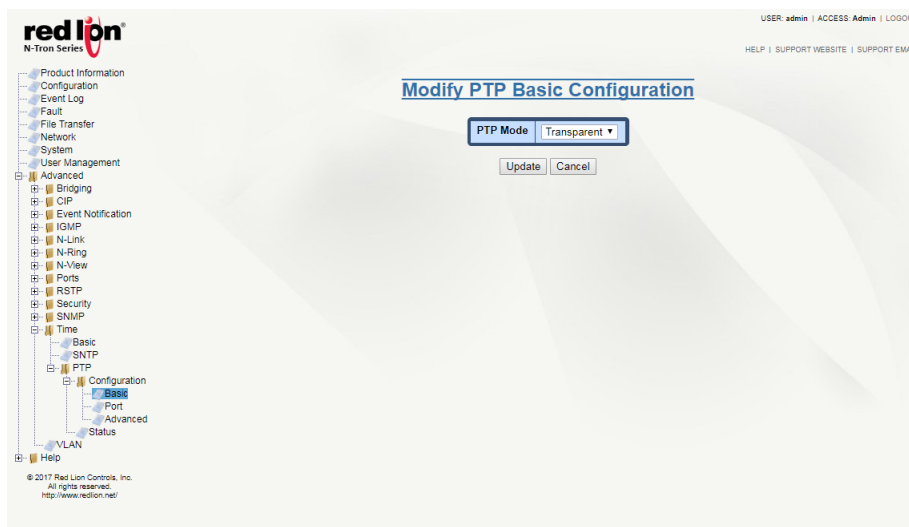 red lion®
N-Tron Series
USER: admin | ACCESS: Admin | LOGOU
HELP | SUPPORT WEBSITE | SUPPORT EMA
Product Information
Configuration
Event Log
Fault
File Transfer
Network
System
User Management
Advanced
Bridging
CIP
Event Notification
IGMP
N-Link
N-Ring
N-View
Ports
RSTP
Security
SNMP
Time
Basic
SNTP
PTP
Configuration
Basic
Port
Advanced
Status
VLAN
Help
© 2017 Red Lion Controls, Inc.
All rights reserved.
http://www.redlion.net/
Modify PTP Basic Configuration
PTP Mode Transparent
Update Cancel